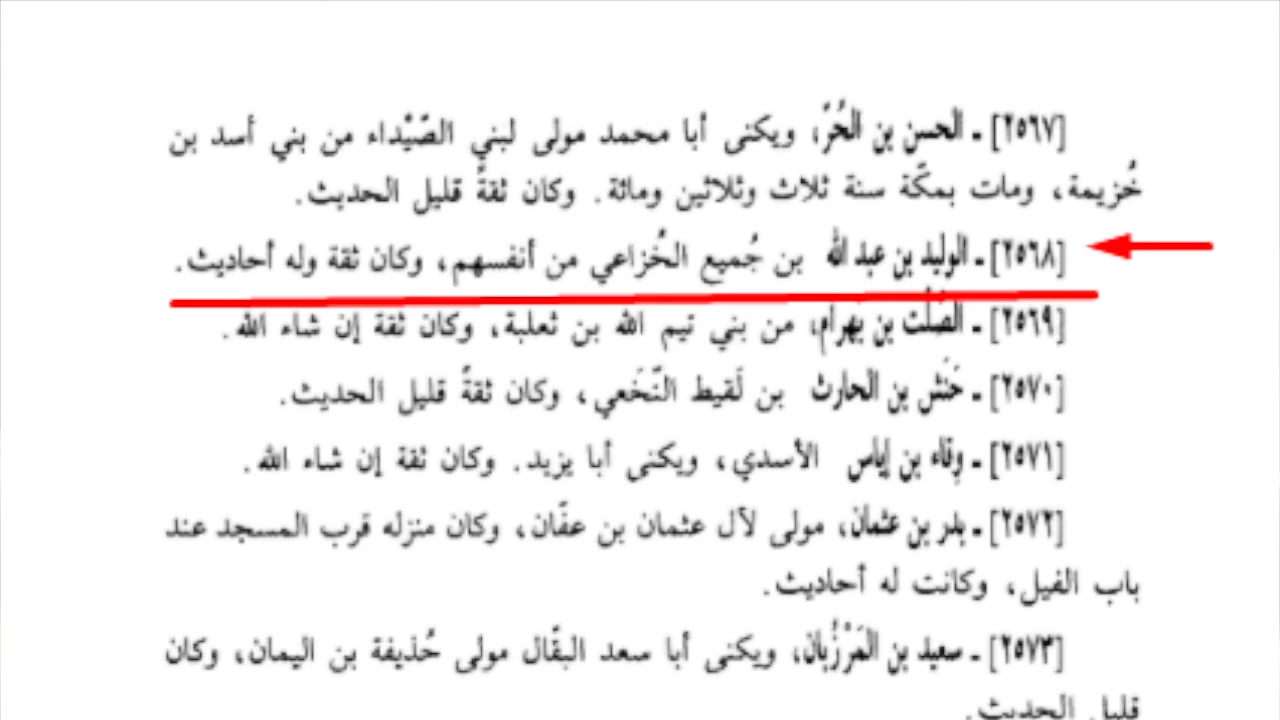 [٢٥٦٧] ـ الحسن بن الحُرّ، ويكنى أبا محمد مولى لبني الصّيْداء من بني أسد بن
خُزيمة، ومات بمكّة سنة ثلاث وثلاثين ومائة. وكان ثقةً قليل الحديث.
[٢٥٦٨] ـ الوليد بن عبد الله بن جُميع الخُزاعي من أنفسهم، وكان ثقة وله أحاديث.
[٢٥٦٩] ـ الصَّلْت بن بهرام، من بني تيم الله بن ثعلبة، وكان ثقة إن شاء الله.
[٢٥٧٠] ـ حَنَش بن الحارث بن لَقيط النّخَعي، وكان ثقةً قليل الحديث.
[٢٥٧١] ـ وِقاء بن إياس الأسدي، ويكنى أبا يزيد. وكان ثقة إن شاء الله.
[٢٥٧٢] ـ بدر بن عثمان، مولى لآل عثمان بن عفّان، وكان منزله قرب المسجد عند
باب الفيل، وكانت له أحاديث.
[٢٥٧٣] ـ سعيد بن المَرْزُبان، ويكنى أبا سعد البقّال مولى حُذيفة بن اليمان، وكان
قليل الحديث.